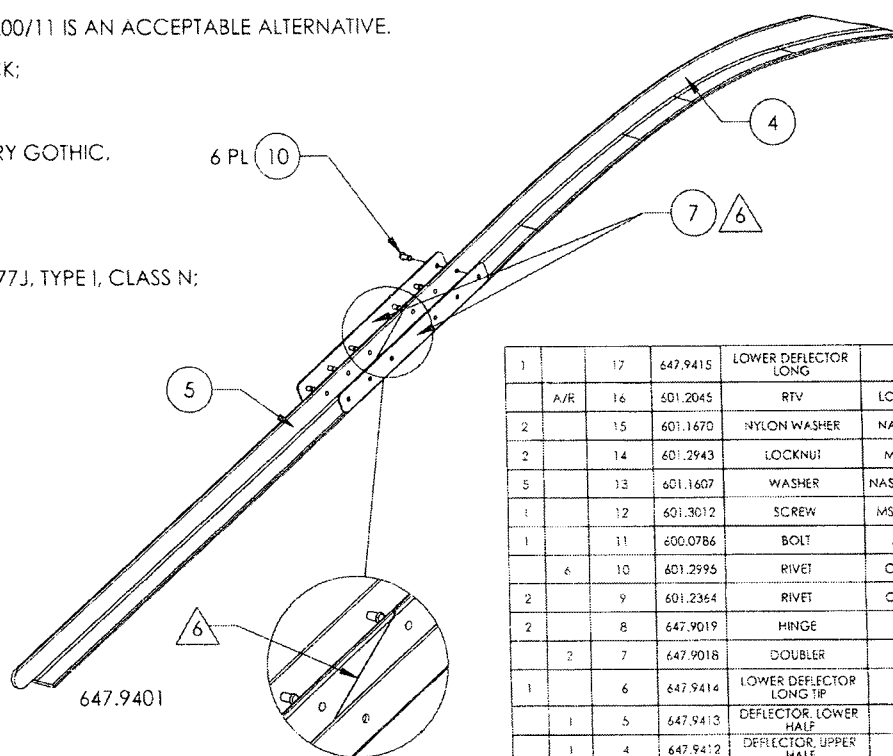 00/11 IS AN ACCEPTABLE ALTERNATIVE.
CK;
RY GOTHIC,
77J, TYPE I, CLASS N;
6 PL 10
4
7 6
5
6
647.9401
1 17 647.9415 LOWER DEFLECTOR LONG
A/R 16 601.2045 RTV LO
2 15 601.1670 NYLON WASHER NA
2 14 601.2943 LOCKNUT M
5 13 601.1607 WASHER NAS
1 12 601.3012 SCREW MS
1 11 600.0786 BOLT
6 10 601.2995 RIVET C
2 9 601.2364 RIVET C
2 8 647.9019 HINGE
2 7 647.9018 DOUBLER
1 6 647.9414 LOWER DEFLECTOR LONG TIP
1 5 647.9413 DEFLECTOR, LOWER HALF
1 4 647.9412 DEFLECTOR, UPPER HALF